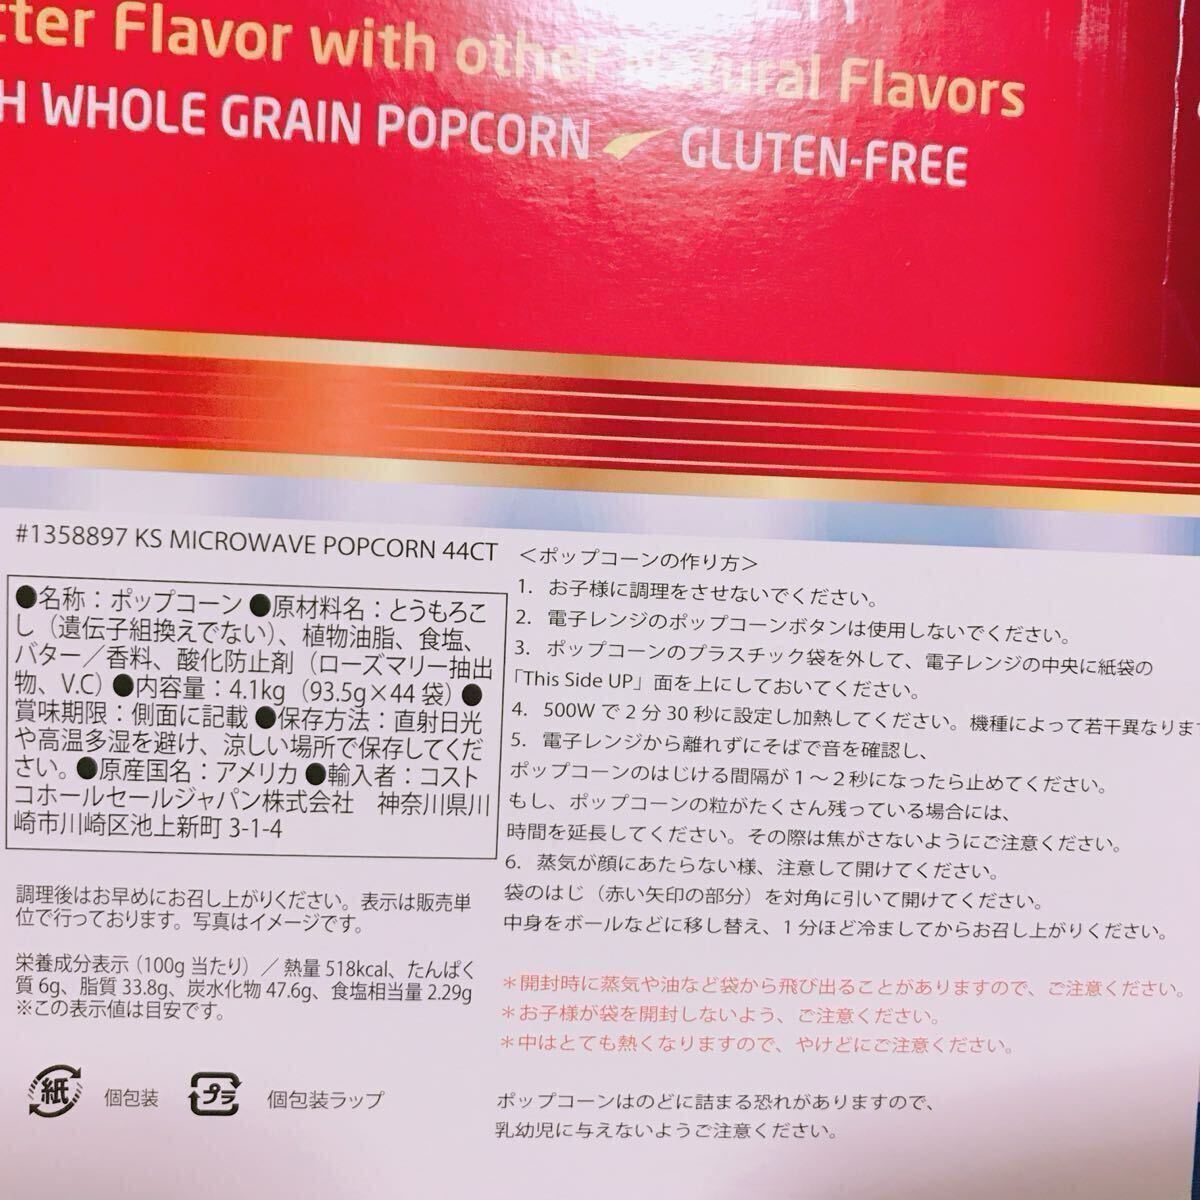 Flavor with other Natural Flavors
WHOLE GRAIN POPCORN GLUTEN-FREE
#1358897 KS MICROWAVE POPCORN 44CT
●名称：ポップコーン ●原材料名：とうもろこ
し（遺伝子組換えでない）、植物油脂、食塩、
バター／香料、酸化防止剤（ローズマリー抽出
物、V.C）●内容量：4.1kg（93.5g×44 袋）●
賞味期限：側面に記載 ●保存方法：直射日光
や高温多湿を避け、涼しい場所で保存してくだ
さい。●原産国名：アメリカ ●輸入者：コスト
コホールセールジャパン株式会社　神奈川県川
崎市川崎区池上新町 3-1-4
調理後はお早めにお召し上がりください。表示は販売単
位で行っております。写真はイメージです。
栄養成分表示（100g 当たり）／熱量 518kcal、たんぱく
質 6g、脂質 33.8g、炭水化物 47.6g、食塩相当量 2.29g
※この表示値は目安です。
紙 個包装 プラ 個包装ラップ
＜ポップコーンの作り方＞
1. お子様に調理をさせないでください。
2. 電子レンジのポップコーンボタンは使用しないでください。
3. ポップコーンのプラスチック袋を外して、電子レンジの中央に紙袋の
「This Side UP」面を上にしておいてください。
4. 500W で 2 分 30 秒に設定し加熱してください。機種によって若干異なります
5. 電子レンジから離れずにそばで音を確認し、
ポップコーンのはじける間隔が 1～2 秒になったら止めてください。
もし、ポップコーンの粒がたくさん残っている場合には、
時間を延長してください。その際は焦がさないようにご注意ください。
6. 蒸気が顔にあたらない様、注意して開けてください。
袋のはじ（赤い矢印の部分）を対角に引いて開けてください。
中身をボールなどに移し替え、1 分ほど冷ましてからお召し上がりください。
＊開封時に蒸気や油など袋から飛び出ることがありますので、ご注意ください。
＊お子様が袋を開封しないよう、ご注意ください。
＊中はとても熱くなりますので、やけどにご注意ください。
ポップコーンはのどに詰まる恐れがありますので、
乳幼児に与えないようご注意ください。